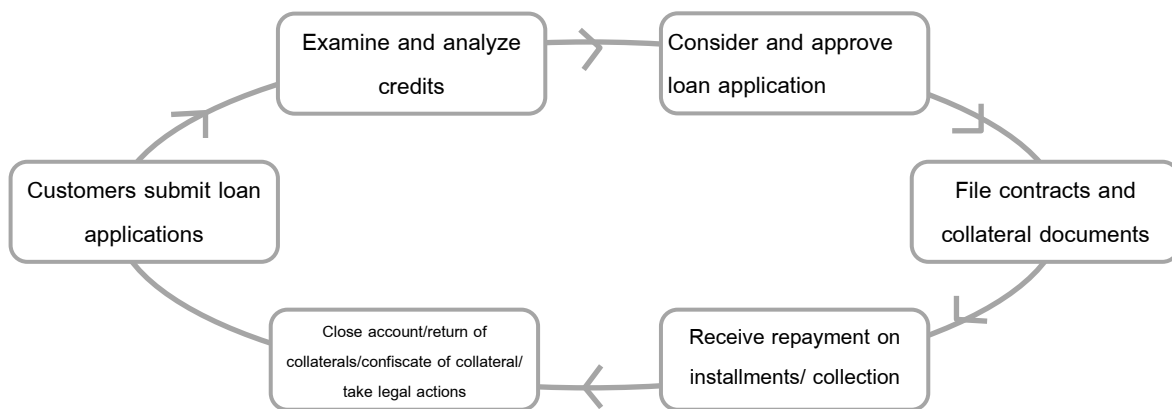 Examine and analyze
credits
Consider and approve
loan application
File contracts and
collateral documents
Receive repayment on
installments/ collection
Close account/return of
collaterals/confiscate of collateral/
take legal actions
Customers submit loan
applications